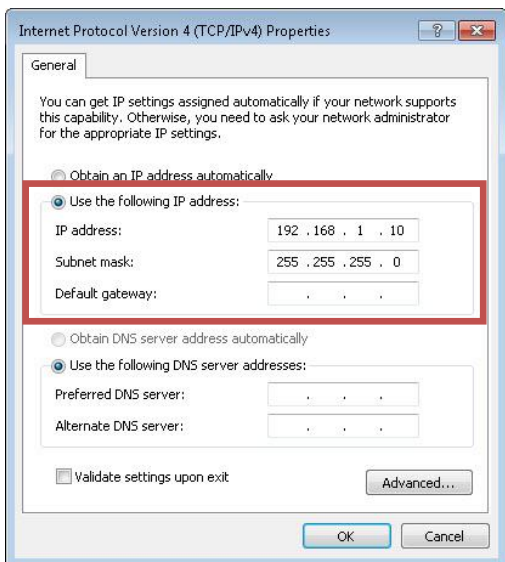 Internet Protocol Version 4 (TCP/IPv4) Properties
General
You can get IP settings assigned automatically if your network supports
this capability. Otherwise, you need to ask your network administrator
for the appropriate IP settings.
Obtain an IP address automatically
Use the following IP address:
IP address: 192 . 168 . 1 . 10
Subnet mask: 255 . 255 . 255 . 0
Default gateway: . . .
Obtain DNS server address automatically
Use the following DNS server addresses:
Preferred DNS server: . . .
Alternate DNS server: . . .
Validate settings upon exit
Advanced...
OK Cancel